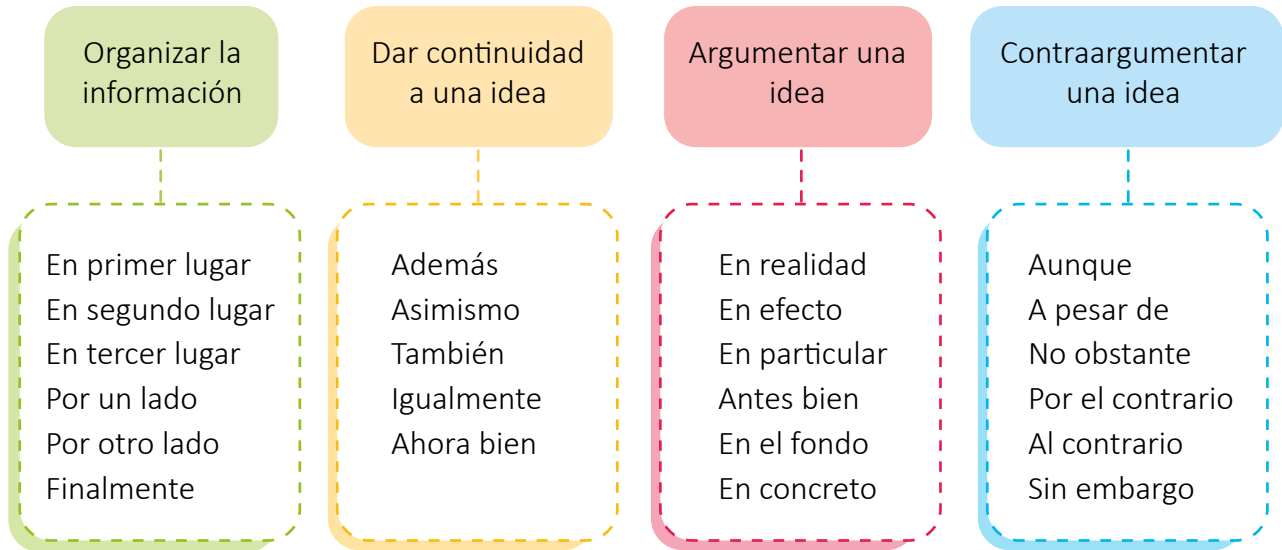 Organizar la
información
Dar continuidad
a una idea
Argumentar una
idea
Contraargumentar
una idea
En primer lugar
En segundo lugar
En tercer lugar
Por un lado
Por otro lado
Finalmente
Además
Asimismo
También
Igualmente
Ahora bien
En realidad
En efecto
En particular
Antes bien
En el fondo
En concreto
Aunque
A pesar de
No obstante
Por el contrario
Al contrario
Sin embargo